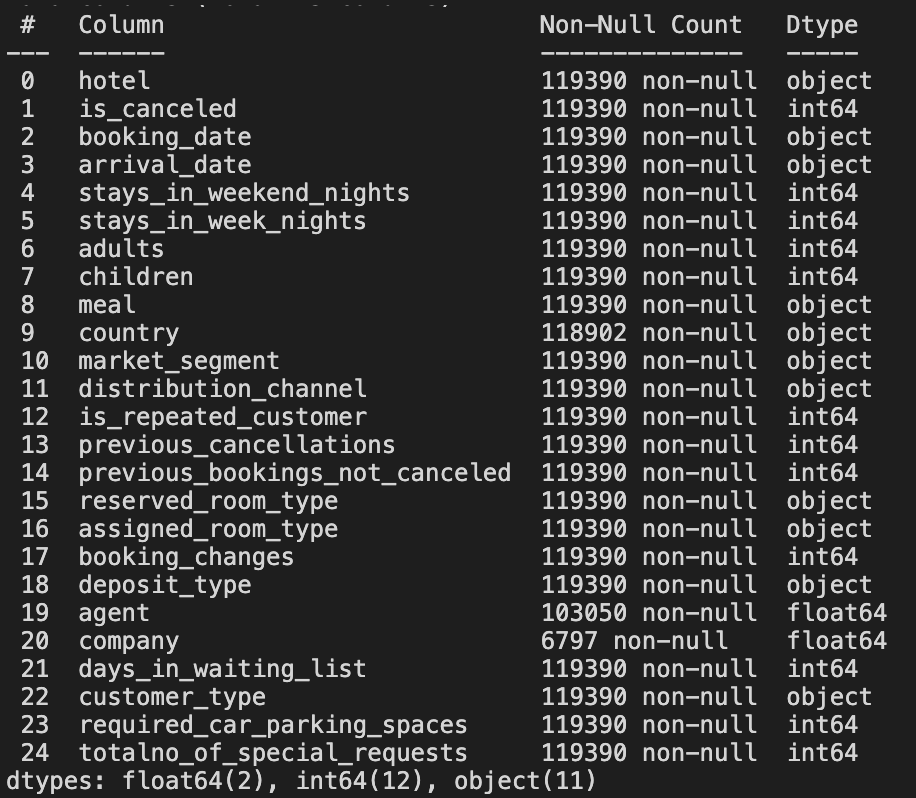 #   Column                          Non-Null Count   Dtype
---  ------                          --------------   -----
0   hotel                           119390 non-null  object
1   is_canceled                     119390 non-null  int64
2   booking_date                    119390 non-null  object
3   arrival_date                    119390 non-null  object
4   stays_in_weekend_nights         119390 non-null  int64
5   stays_in_week_nights            119390 non-null  int64
6   adults                          119390 non-null  int64
7   children                        119390 non-null  int64
8   meal                            119390 non-null  object
9   country                         118902 non-null  object
10  market_segment                  119390 non-null  object
11  distribution_channel            119390 non-null  object
12  is_repeated_customer            119390 non-null  int64
13  previous_cancellations          119390 non-null  int64
14  previous_bookings_not_canceled  119390 non-null  int64
15  reserved_room_type              119390 non-null  object
16  assigned_room_type              119390 non-null  object
17  booking_changes                 119390 non-null  int64
18  deposit_type                    119390 non-null  object
19  agent                           103050 non-null  float64
20  company                         6797 non-null    float64
21  days_in_waiting_list            119390 non-null  int64
22  customer_type                   119390 non-null  object
23  required_car_parking_spaces     119390 non-null  int64
24  totalno_of_special_requests     119390 non-null  int64
dtypes: float64(2), int64(12), object(11)